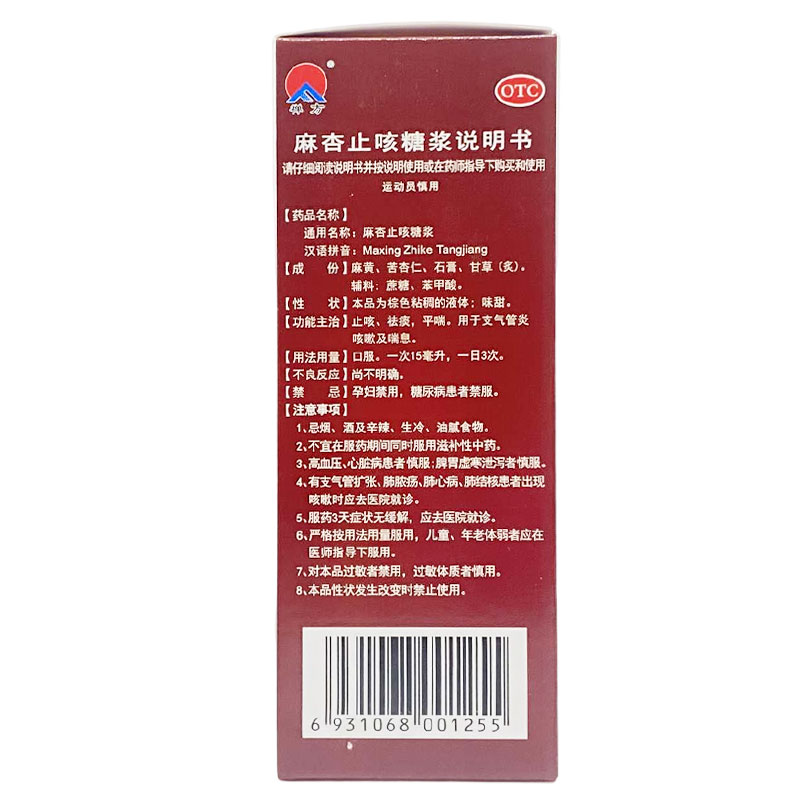 禅方
OTC
麻杏止咳糖浆说明书
请仔细阅读说明书并按说明使用或在药师指导下购买和使用
运动员慎用
【药品名称】
通用名称：麻杏止咳糖浆
汉语拼音：Maxing Zhike Tangjiang
【成　份】麻黄、苦杏仁、石膏、甘草（炙）。
辅料：蔗糖、苯甲酸。
【性　状】本品为棕色粘稠的液体；味甜。
【功能主治】止咳、祛痰，平喘。用于支气管炎
咳嗽及喘息。
【用法用量】口服。一次15毫升，一日3次。
【不良反应】尚不明确。
【禁　忌】孕妇禁用，糖尿病患者禁服。
【注意事项】
1、忌烟、酒及辛辣、生冷、油腻食物。
2、不宜在服药期间同时服用滋补性中药。
3、高血压、心脏病患者慎服；脾胃虚寒泄泻者慎服。
4、有支气管扩张、肺脓疡、肺心病、肺结核患者出现
咳嗽时应去医院就诊。
5、服药3天症状无缓解，应去医院就诊。
6、严格按用法用量服用，儿童、年老体弱者应在
医师指导下服用。
7、对本品过敏者禁用，过敏体质者慎用。
8、本品性状发生改变时禁止使用。
6 931068 001255